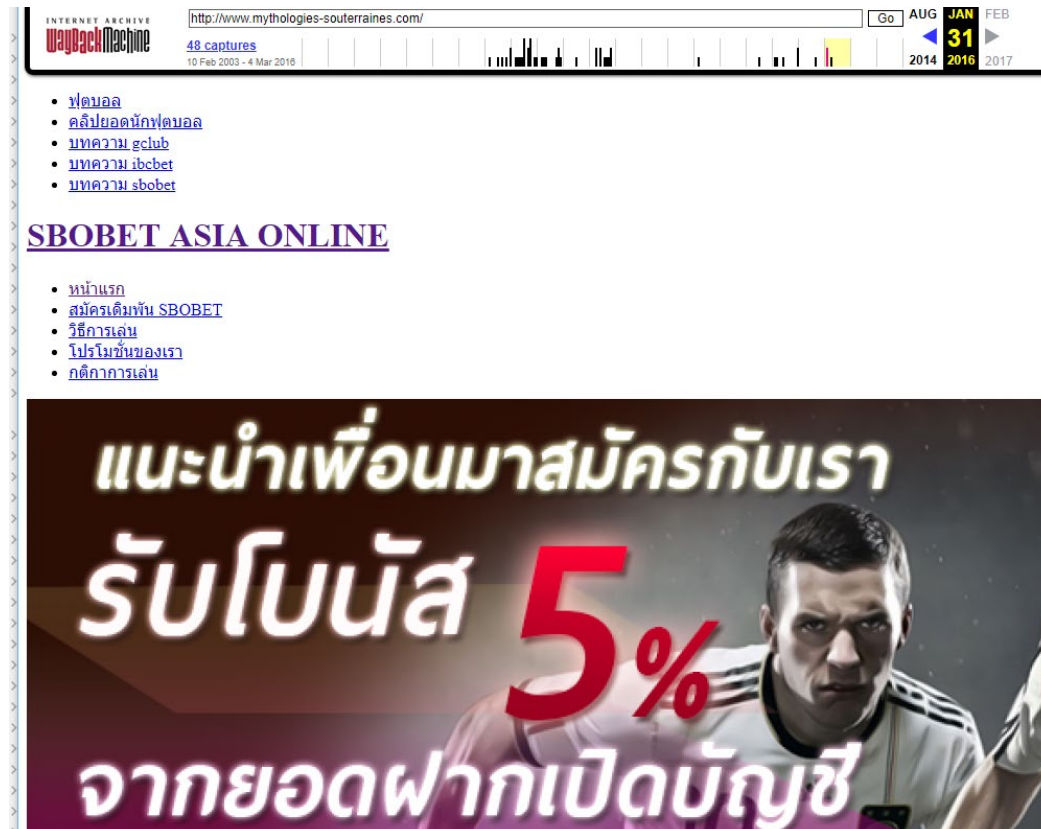 INTERNET ARCHIVE
WayBackMachine
http://www.mythologies-souterraines.com/
Go
AUG JAN FEB
48 captures
31
10 Feb 2003 - 4 Mar 2016
2014 2016 2017
ฟุตบอล
คลิปยอดนักฟุตบอล
บทความ gclub
บทความ ibcbet
บทความ sbobet
SBOBET ASIA ONLINE
หน้าแรก
สมัครเดิมพัน SBOBET
วิธีการเล่น
โปรโมชั่นของเรา
กติกาการเล่น
แนะนำเพื่อนมาสมัครกับเรา
รับโบนัส 5%
จากยอดฝากเปิดบัญชี